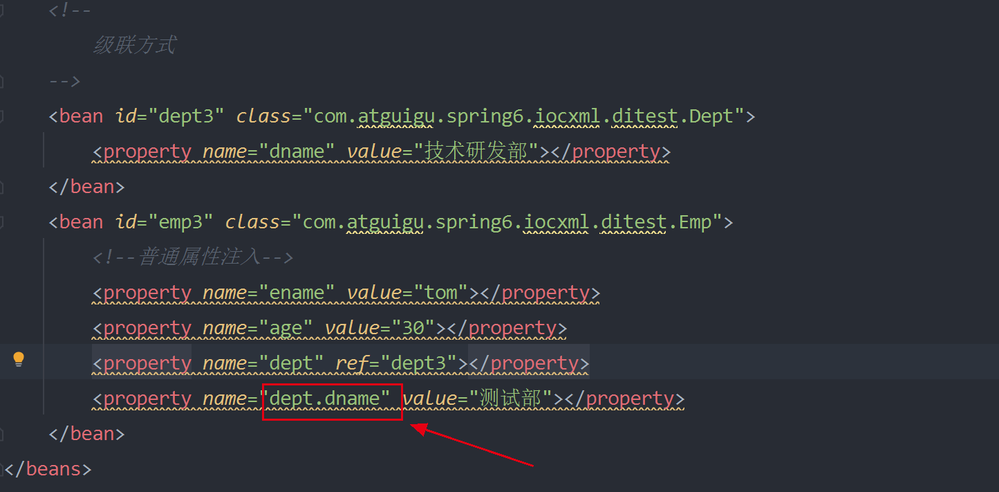 <!--
级联方式
-->
<bean id="dept3" class="com.atguigu.spring6.iocxml.ditest.Dept">
<property name="dname" value="技术研发部"></property>
</bean>
<bean id="emp3" class="com.atguigu.spring6.iocxml.ditest.Emp">
<!--普通属性注入-->
<property name="ename" value="tom"></property>
<property name="age" value="30"></property>
<property name="dept" ref="dept3"></property>
<property name="dept.dname" value="测试部"></property>
</bean>
</beans>